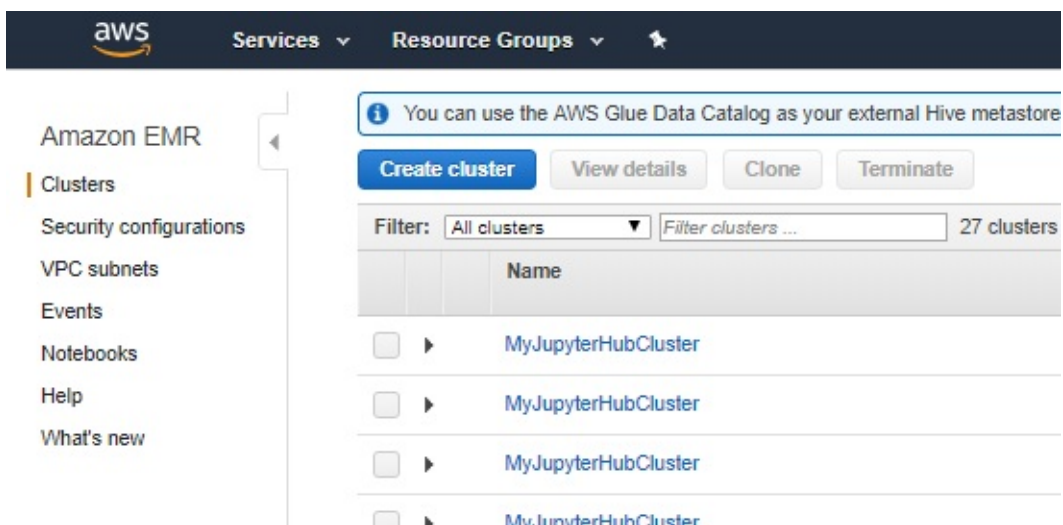 aws Services Resource Groups
Amazon EMR
Clusters
Security configurations
VPC subnets
Events
Notebooks
Help
What's new
You can use the AWS Glue Data Catalog as your external Hive metastore
Create cluster View details Clone Terminate
Filter: All clusters Filter clusters ... 27 clusters
Name
MyJupyterHubCluster
MyJupyterHubCluster
MyJupyterHubCluster
MyJupyterHubCluster